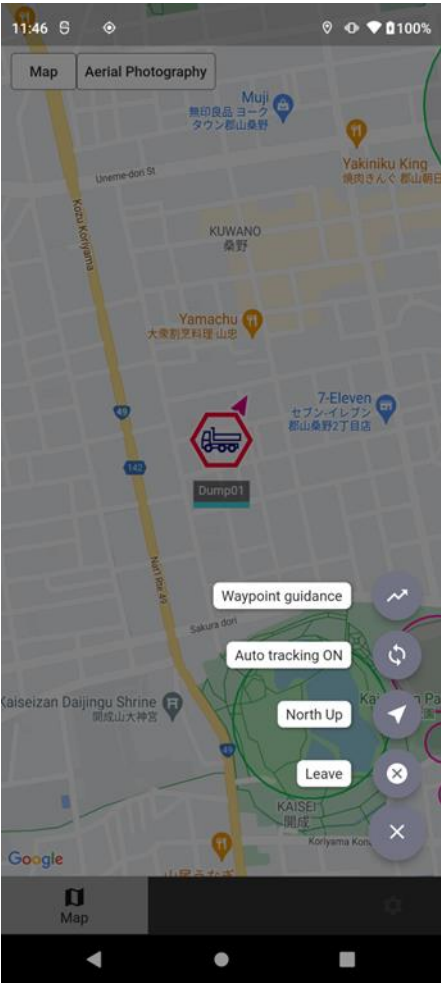 11:46
100%
Map
Aerial Photography
Muji
無印良品 ヨーク
タウン郡山桑野
Yakiniku King
焼肉きんぐ 郡山朝日
Uneme-dori St
Kozu Koriyama
KUWANO
桑野
Yamachu
大衆割烹料理 山忠
7-Eleven
セブン-イレブン
郡山桑野2丁目店
49
142
Dump01
Nat'l Rte 49
Waypoint guidance
Sakura dori
Auto tracking ON
Kaiseizan Daijingu Shrine
開成山大神宮
North Up
49
Leave
KAISEI
開成
Google
Map